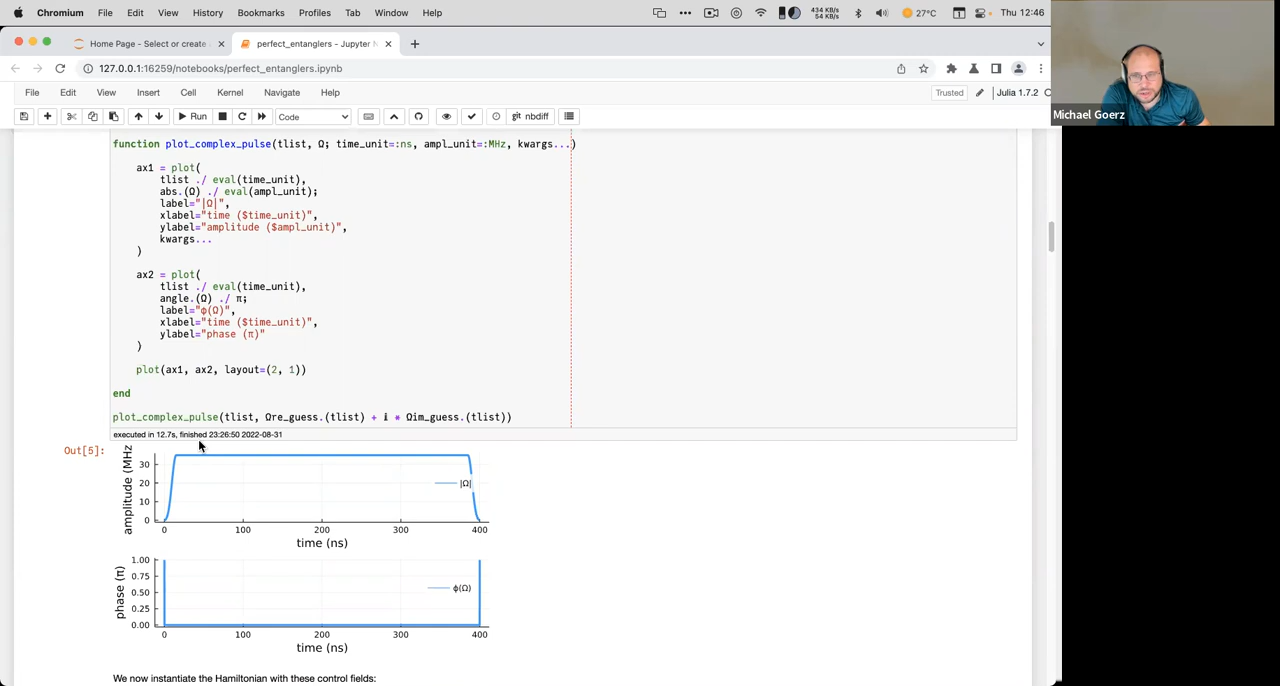 Chromium File Edit View History Bookmarks Profiles Tab Window Help 434 KB/s 54 KB/s 27°C Thu 12:46
Home Page - Select or create perfect_entanglers - Jupyter N
127.0.0.1:16259/notebooks/perfect_entanglers.ipynb
File Edit View Insert Cell Kernel Navigate Help Trusted Julia 1.7.2
Run Code git nbdiff
Michael Goerz
function plot_complex_pulse(tlist, Ω; time_unit=:ns, ampl_unit=:MHz, kwargs...)
ax1 = plot(
tlist ./ eval(time_unit),
abs.(Ω) ./ eval(ampl_unit);
label="|Ω|",
xlabel="time ($time_unit)",
ylabel="amplitude ($ampl_unit)",
kwargs...
)
ax2 = plot(
tlist ./ eval(time_unit),
angle.(Ω) ./ π;
label="ϕ(Ω)",
xlabel="time ($time_unit)",
ylabel="phase (π)"
)
plot(ax1, ax2, layout=(2, 1))
end
plot_complex_pulse(tlist, Ωre_guess.(tlist) + 𝕚 * Ωim_guess.(tlist))
executed in 12.7s, finished 23:26:50 2022-08-31
Out[5]:
amplitude (MHz
30
20
10
0
|Ω|
0 100 200 300 400
time (ns)
phase (π)
1.00
0.75
0.50
0.25
0.00
ϕ(Ω)
0 100 200 300 400
time (ns)
We now instantiate the Hamiltonian with these control fields: